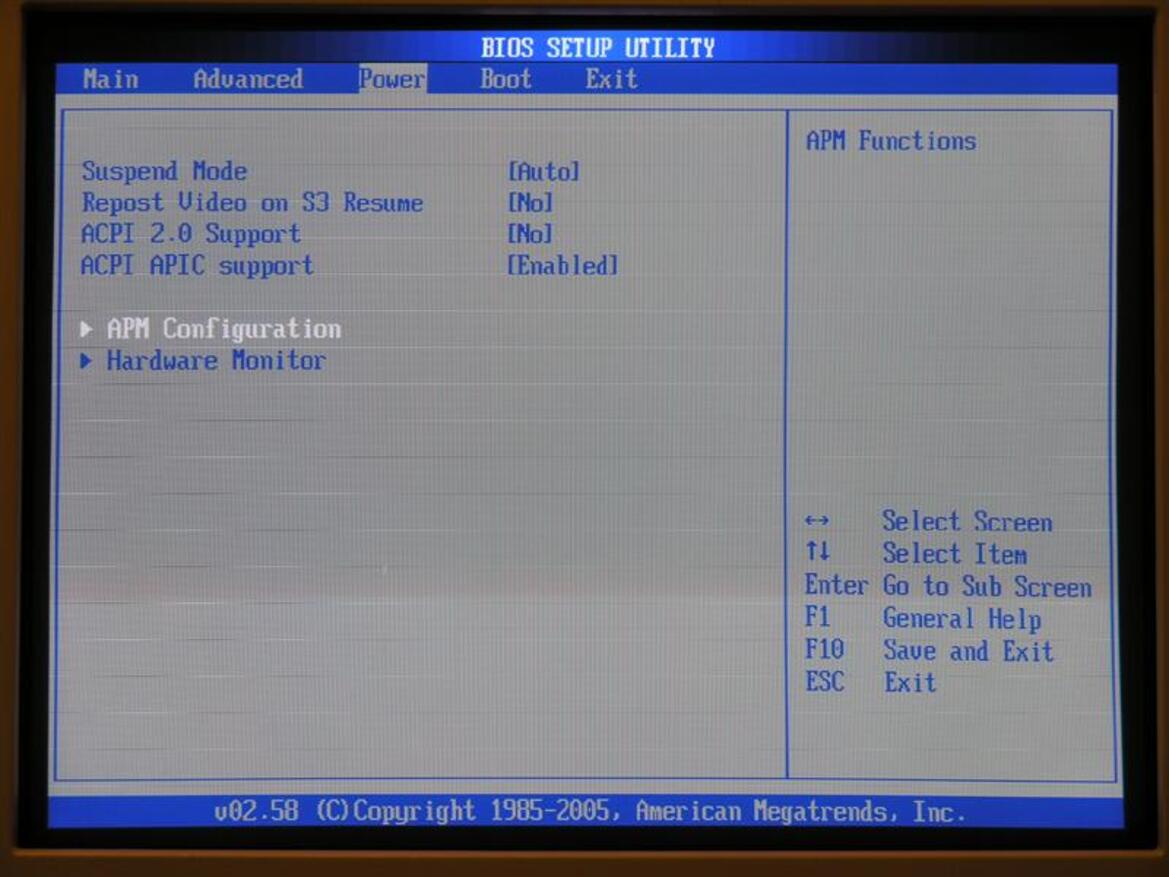 BIOS SETUP UTILITY
Main Advanced Power Boot Exit
Suspend Mode [Auto]
Repost Video on S3 Resume [No]
ACPI 2.0 Support [No]
ACPI APIC support [Enabled]
▶ APM Configuration
▶ Hardware Monitor
APM Functions
↔ Select Screen
↑↓ Select Item
Enter Go to Sub Screen
F1 General Help
F10 Save and Exit
ESC Exit
v02.58 (C)Copyright 1985-2005, American Megatrends, Inc.